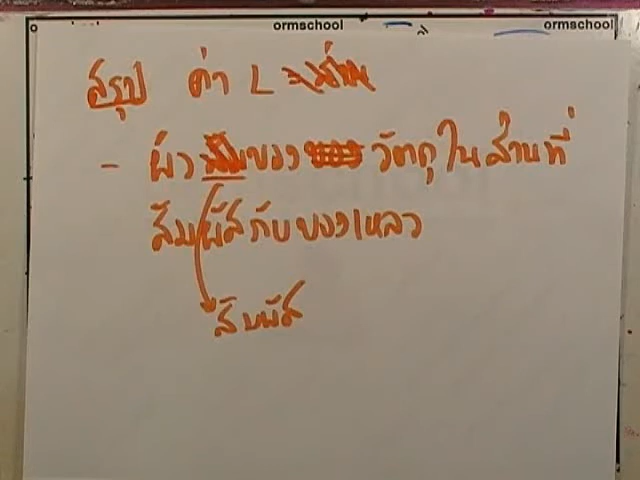 ormschool ormschool
สรุป ค่า L
- ผิว ของ วัตถุ ในส่วนที่
สัมผัสกับของเหลว
สัมผัส